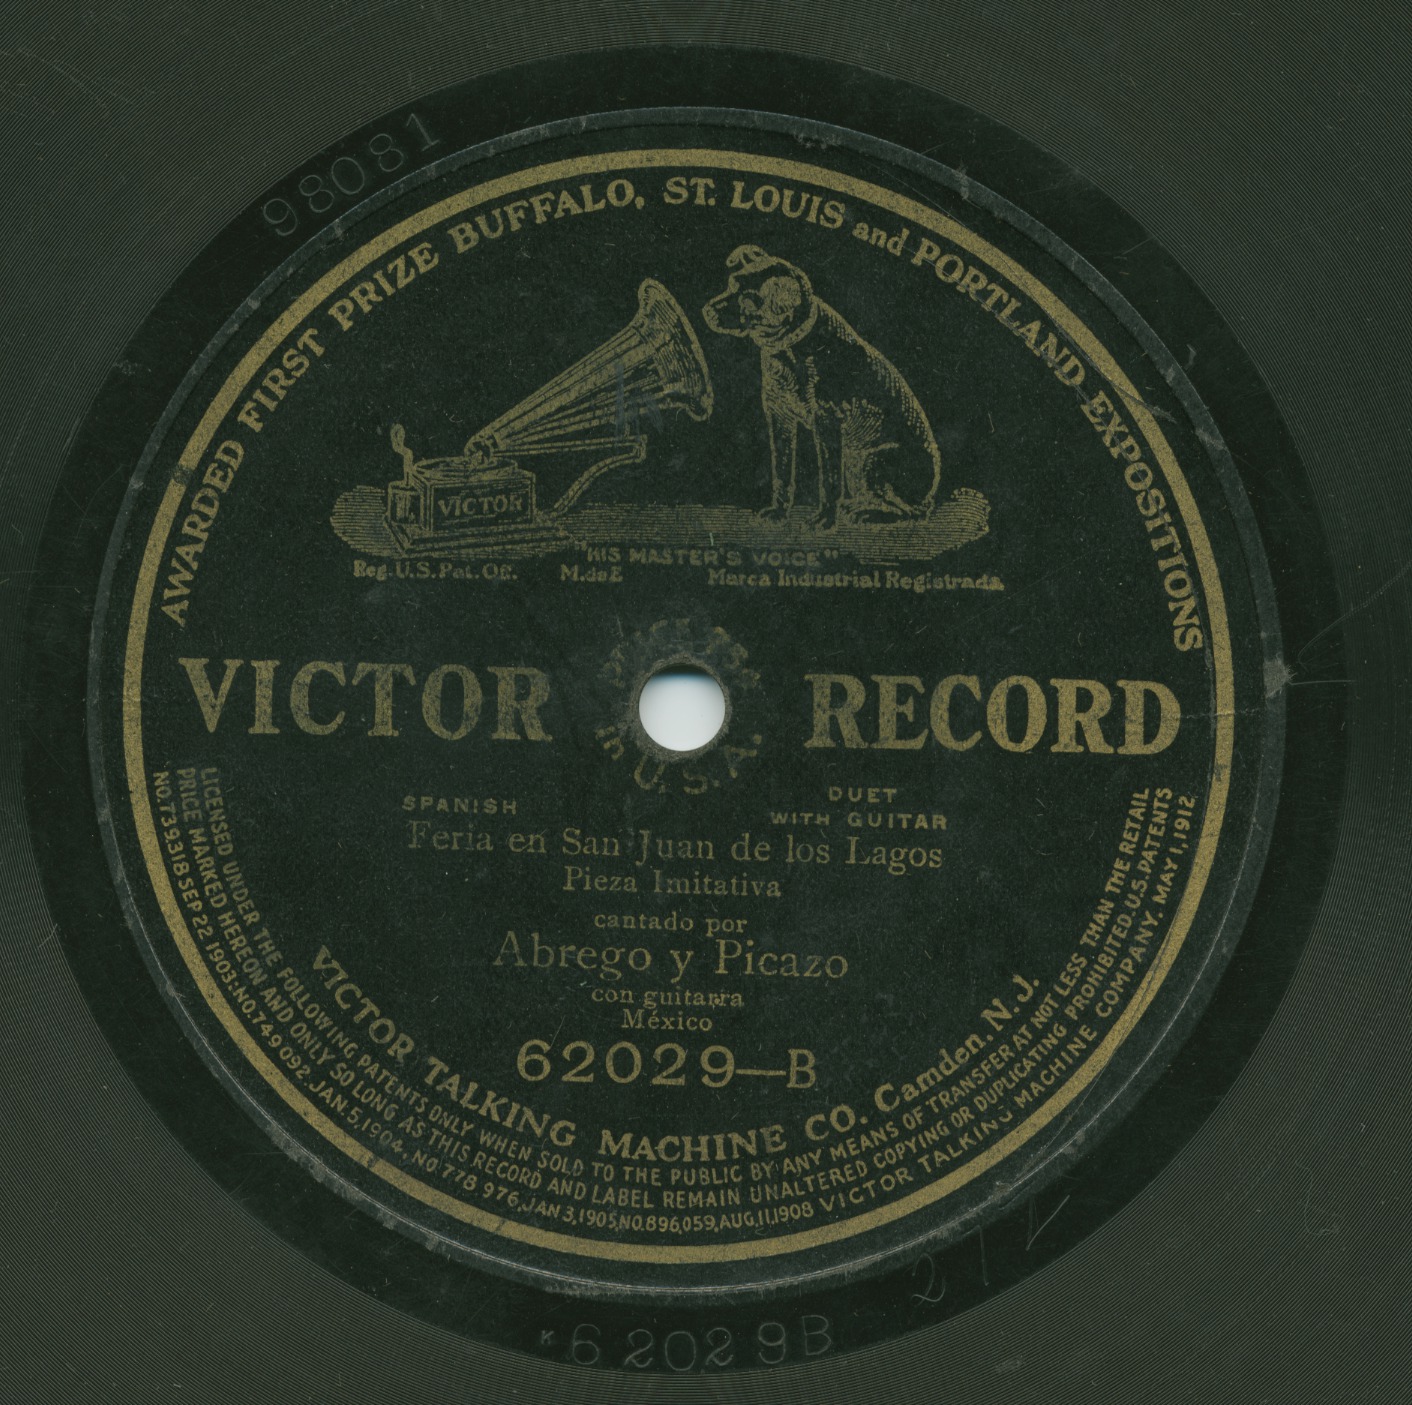 98081
AWARDED FIRST PRIZE BUFFALO, ST. LOUIS and PORTLAND EXPOSITIONS
VICTOR
"HIS MASTER'S VOICE"
Reg. U.S. Pat. Off. M. de F. Marca Industrial Registrada
VICTOR RECORD
in U.S.A.
SPANISH
DUET
WITH GUITAR
Feria en San Juan de los Lagos
Pieza Imitativa
cantado por
Abrego y Picazo
con guitarra
México
62029—B
VICTOR TALKING MACHINE CO. Camden, N. J.
LICENSED UNDER THE FOLLOWING PATENTS ONLY WHEN SOLD TO THE PUBLIC BY ANY MEANS OF TRANSFER AT NOT LESS THAN THE RETAIL
PRICE MARKED HEREON AND ONLY SO LONG AS THIS RECORD AND LABEL REMAIN UNALTERED COPYING OR DUPLICATING PROHIBITED. U.S. PATENTS
NO. 739318 SEP 22 1903; NO. 749092, JAN. 5, 1904, NO 778 976, JAN 3, 1905, NO. 896,059, AUG. 11, 1908 VICTOR TALKING MACHINE COMPANY, MAY 1, 1912
K 62029B